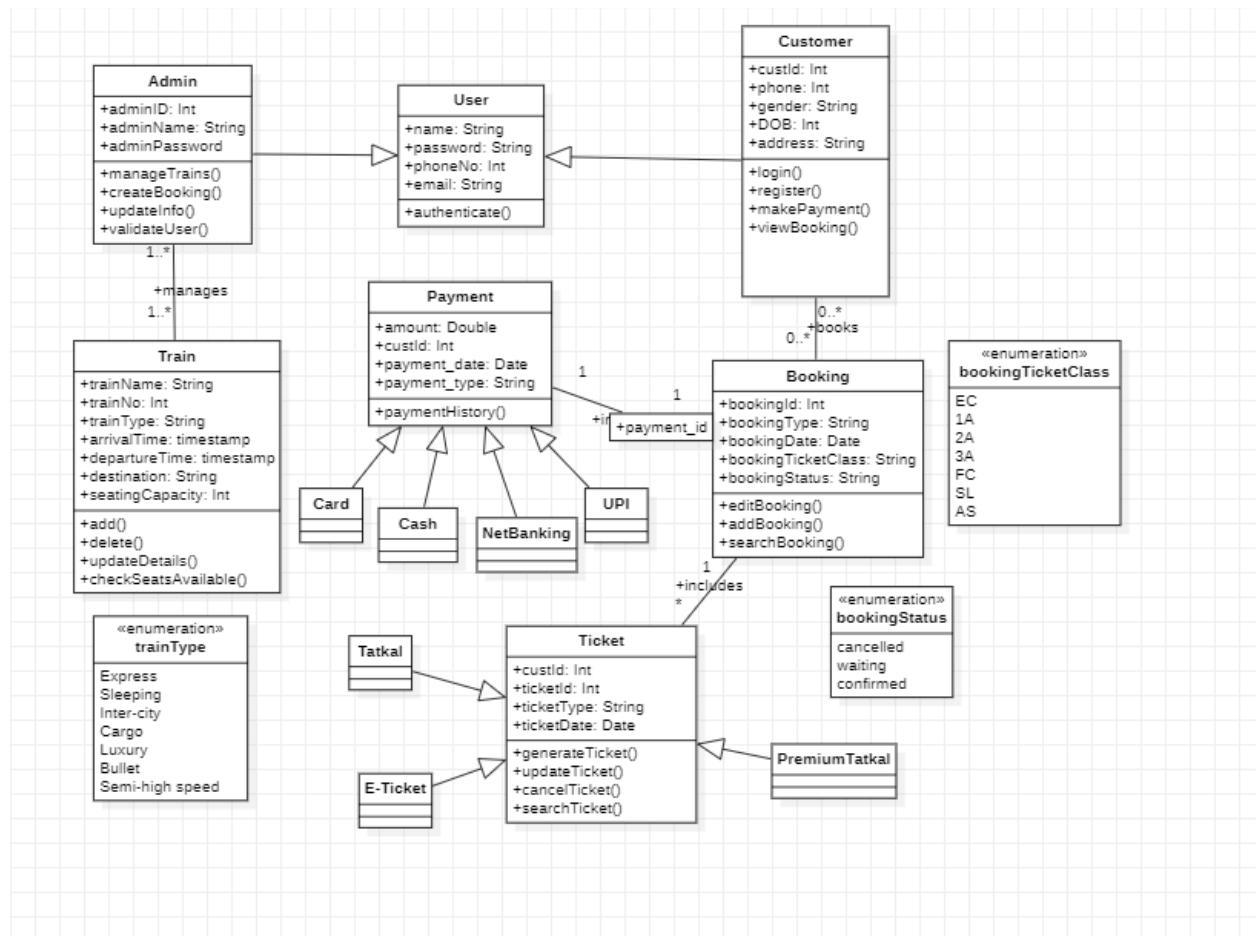 Admin
+adminID: Int
+adminName: String
+adminPassword
+manageTrains()
+createBooking()
+updateInfo()
+validateUser()
User
+name: String
+password: String
+phoneNo: Int
+email: String
+authenticate()
Customer
+custId: Int
+phone: Int
+gender: String
+DOB: Int
+address: String
+login()
+register()
+makePayment()
+viewBooking()
1..*
+manages
1..*
0..*
+books
0..*
Train
+trainName: String
+trainNo: Int
+trainType: String
+arrivalTime: timestamp
+departureTime: timestamp
+destination: String
+seatingCapacity: Int
+add()
+delete()
+updateDetails()
+checkSeatsAvailable()
Payment
+amount: Double
+custId: Int
+payment_date: Date
+payment_type: String
+paymentHistory()
1
1
+payment_id
Booking
+bookingId: Int
+bookingType: String
+bookingDate: Date
+bookingTicketClass: String
+bookingStatus: String
+editBooking()
+addBooking()
+searchBooking()
«enumeration»
bookingTicketClass
EC
1A
2A
3A
FC
SL
AS
Card
Cash
NetBanking
UPI
1
+includes
*
«enumeration»
bookingStatus
cancelled
waiting
confirmed
«enumeration»
trainType
Express
Sleeping
Inter-city
Cargo
Luxury
Bullet
Semi-high speed
Tatkal
Ticket
+custId: Int
+ticketId: Int
+ticketType: String
+ticketDate: Date
+generateTicket()
+updateTicket()
+cancelTicket()
+searchTicket()
E-Ticket
PremiumTatkal